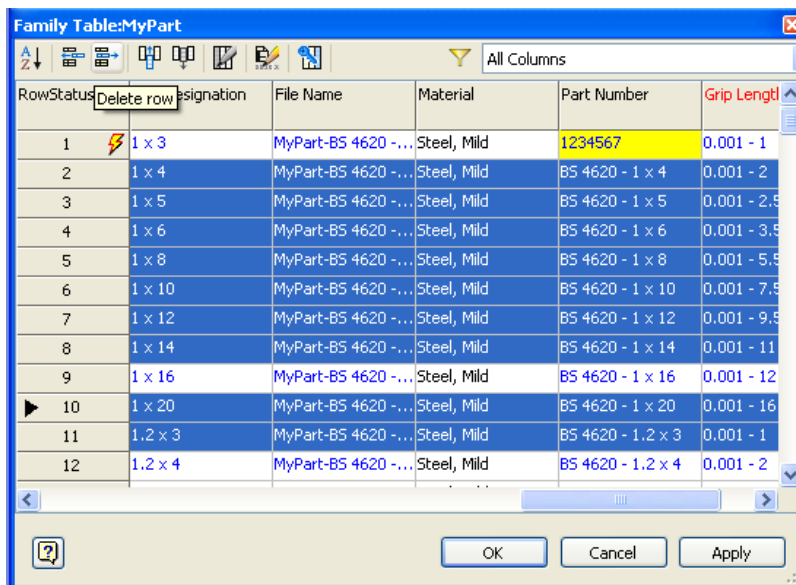 Family Table:MyPart
All Columns
RowStatus esignation File Name Material Part Number Grip Length
Delete row
1 1 x 3 MyPart-BS 4620 -... Steel, Mild 1234567 0.001 - 1
2 1 x 4 MyPart-BS 4620 -... Steel, Mild BS 4620 - 1 x 4 0.001 - 2
3 1 x 5 MyPart-BS 4620 -... Steel, Mild BS 4620 - 1 x 5 0.001 - 2.5
4 1 x 6 MyPart-BS 4620 -... Steel, Mild BS 4620 - 1 x 6 0.001 - 3.5
5 1 x 8 MyPart-BS 4620 -... Steel, Mild BS 4620 - 1 x 8 0.001 - 5.5
6 1 x 10 MyPart-BS 4620 -... Steel, Mild BS 4620 - 1 x 10 0.001 - 7.5
7 1 x 12 MyPart-BS 4620 -... Steel, Mild BS 4620 - 1 x 12 0.001 - 9.5
8 1 x 14 MyPart-BS 4620 -... Steel, Mild BS 4620 - 1 x 14 0.001 - 11
9 1 x 16 MyPart-BS 4620 -... Steel, Mild BS 4620 - 1 x 16 0.001 - 12
10 1 x 20 MyPart-BS 4620 -... Steel, Mild BS 4620 - 1 x 20 0.001 - 16
11 1.2 x 3 MyPart-BS 4620 -... Steel, Mild BS 4620 - 1.2 x 3 0.001 - 1
12 1.2 x 4 MyPart-BS 4620 -... Steel, Mild BS 4620 - 1.2 x 4 0.001 - 2
OK Cancel Apply